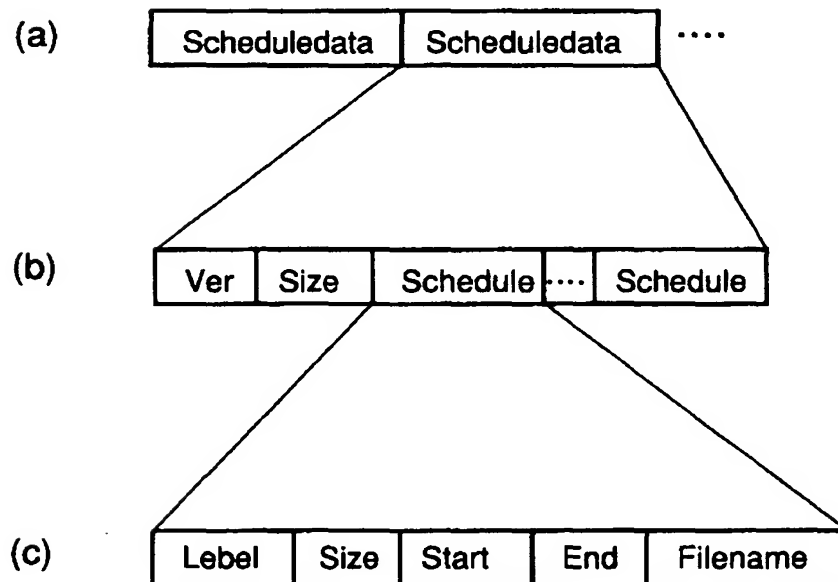 (a) Scheduledata Scheduledata ....
(b) Ver Size Schedule .... Schedule
(c) Lebel Size Start End Filename